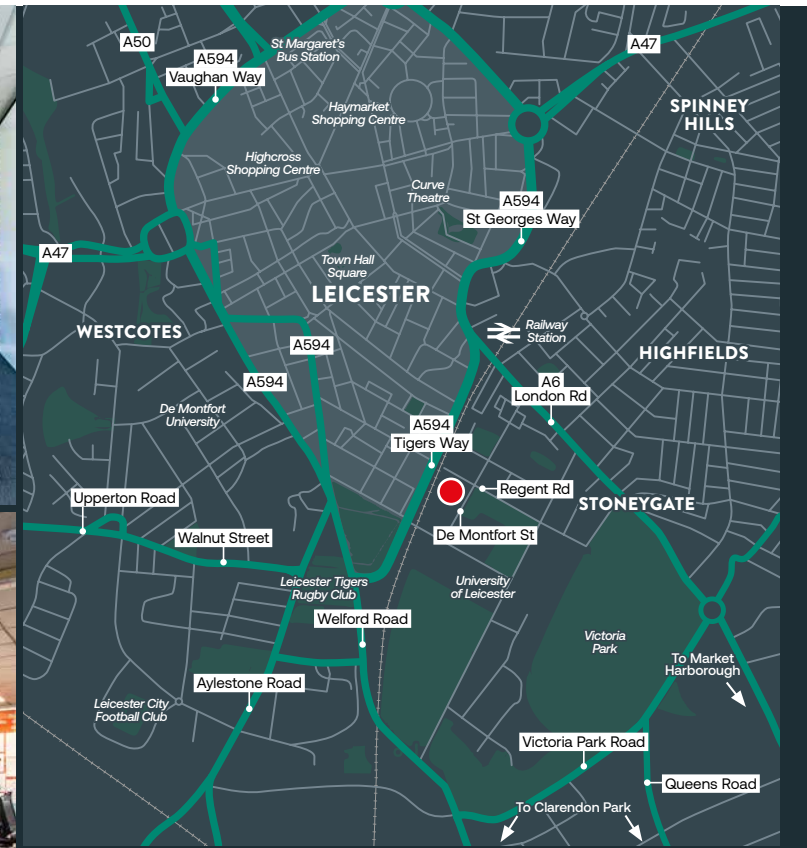 A50
St Margaret's
Bus Station
A47
A594
Vaughan Way
Haymarket
Shopping Centre
SPINNEY
HILLS
Highcross
Shopping Centre
Curve
Theatre
A594
St Georges Way
A47
Town Hall
Square
LEICESTER
WESTCOTES
Railway
Station
A594
HIGHFIELDS
A594
A6
London Rd
De Montfort
University
A594
Tigers Way
Upperton Road
Regent Rd
STONEYGATE
Walnut Street
De Montfort St
Leicester Tigers
Rugby Club
University
of Leicester
Welford Road
Victoria
Park
To Market
Harborough
Aylestone Road
Leicester City
Football Club
Victoria Park Road
Queens Road
To Clarendon Park